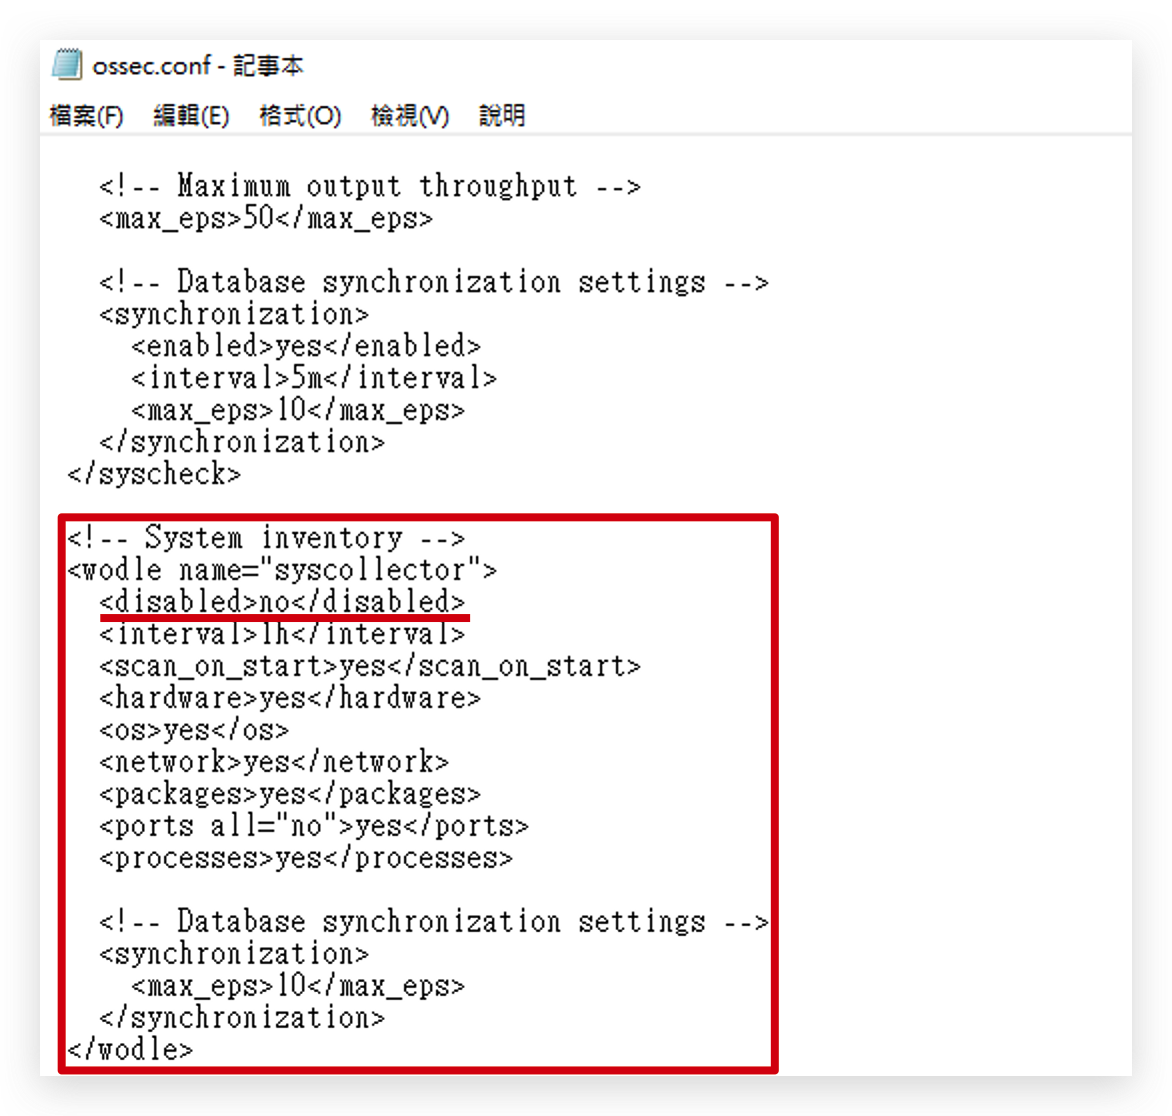 ossec.conf - 記事本
檔案(F) 編輯(E) 格式(O) 檢視(V) 說明
<!-- Maximum output throughput -->
<max_eps>50</max_eps>
<!-- Database synchronization settings -->
<synchronization>
<enabled>yes</enabled>
<interval>5m</interval>
<max_eps>10</max_eps>
</synchronization>
</syscheck>
<!-- System inventory -->
<wodle name="syscollector">
<disabled>no</disabled>
<interval>1h</interval>
<scan_on_start>yes</scan_on_start>
<hardware>yes</hardware>
<os>yes</os>
<network>yes</network>
<packages>yes</packages>
<ports all="no">yes</ports>
<processes>yes</processes>
<!-- Database synchronization settings -->
<synchronization>
<max_eps>10</max_eps>
</synchronization>
</wodle>